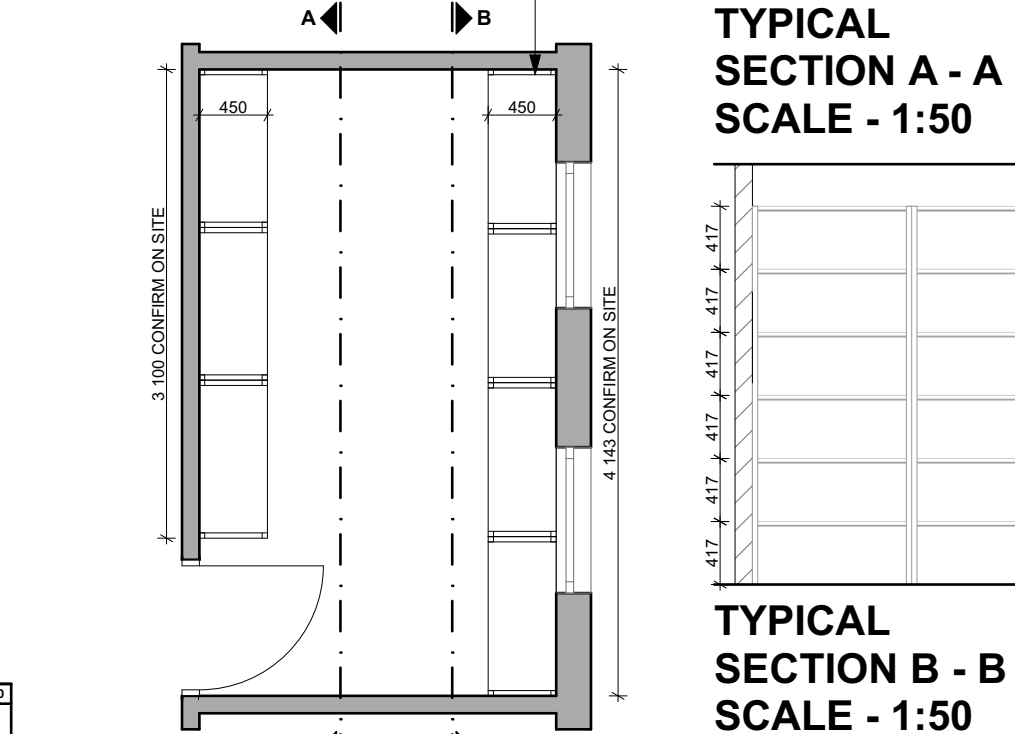 A
B
450
450
3 100 CONFIRM ON SITE
4 143 CONFIRM ON SITE
TYPICAL
SECTION A - A
SCALE - 1:50
417
417
417
417
417
417
TYPICAL
SECTION B - B
SCALE - 1:50